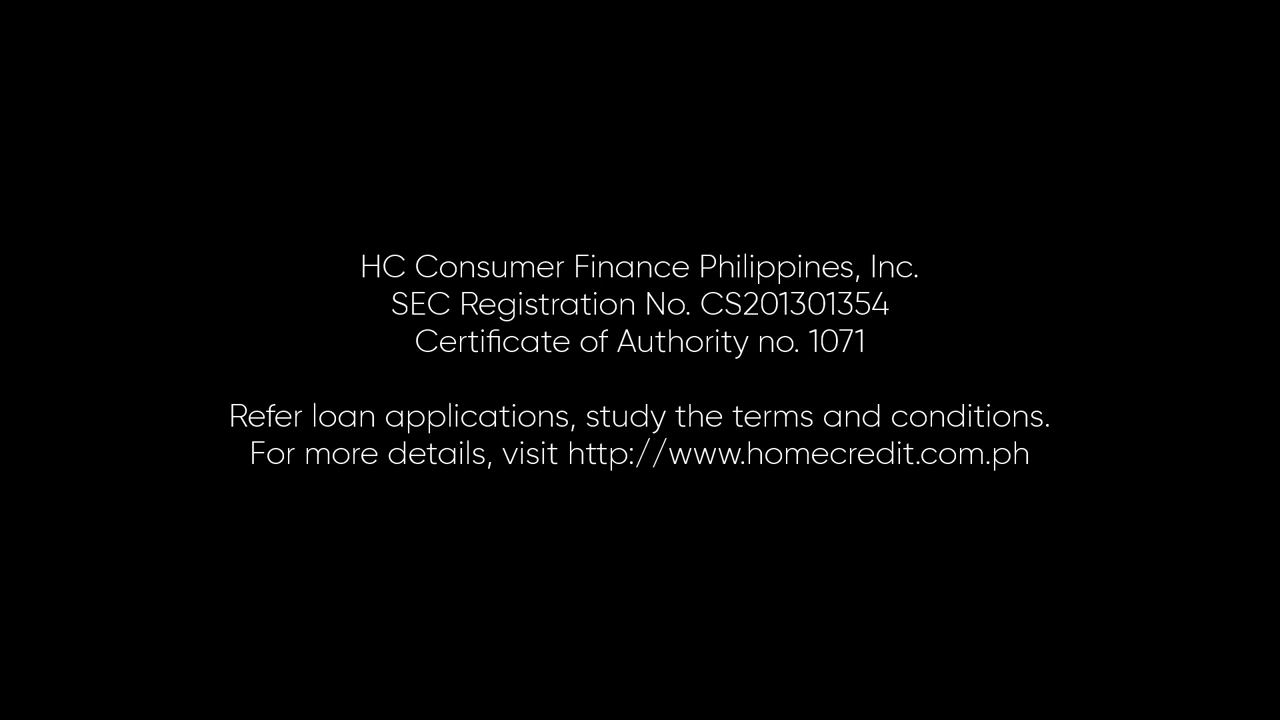 HC Consumer Finance Philippines, Inc.
SEC Registration No. CS201301354
Certificate of Authority no. 1071
Refer loan applications, study the terms and conditions.
For more details, visit http://www.homecredit.com.ph